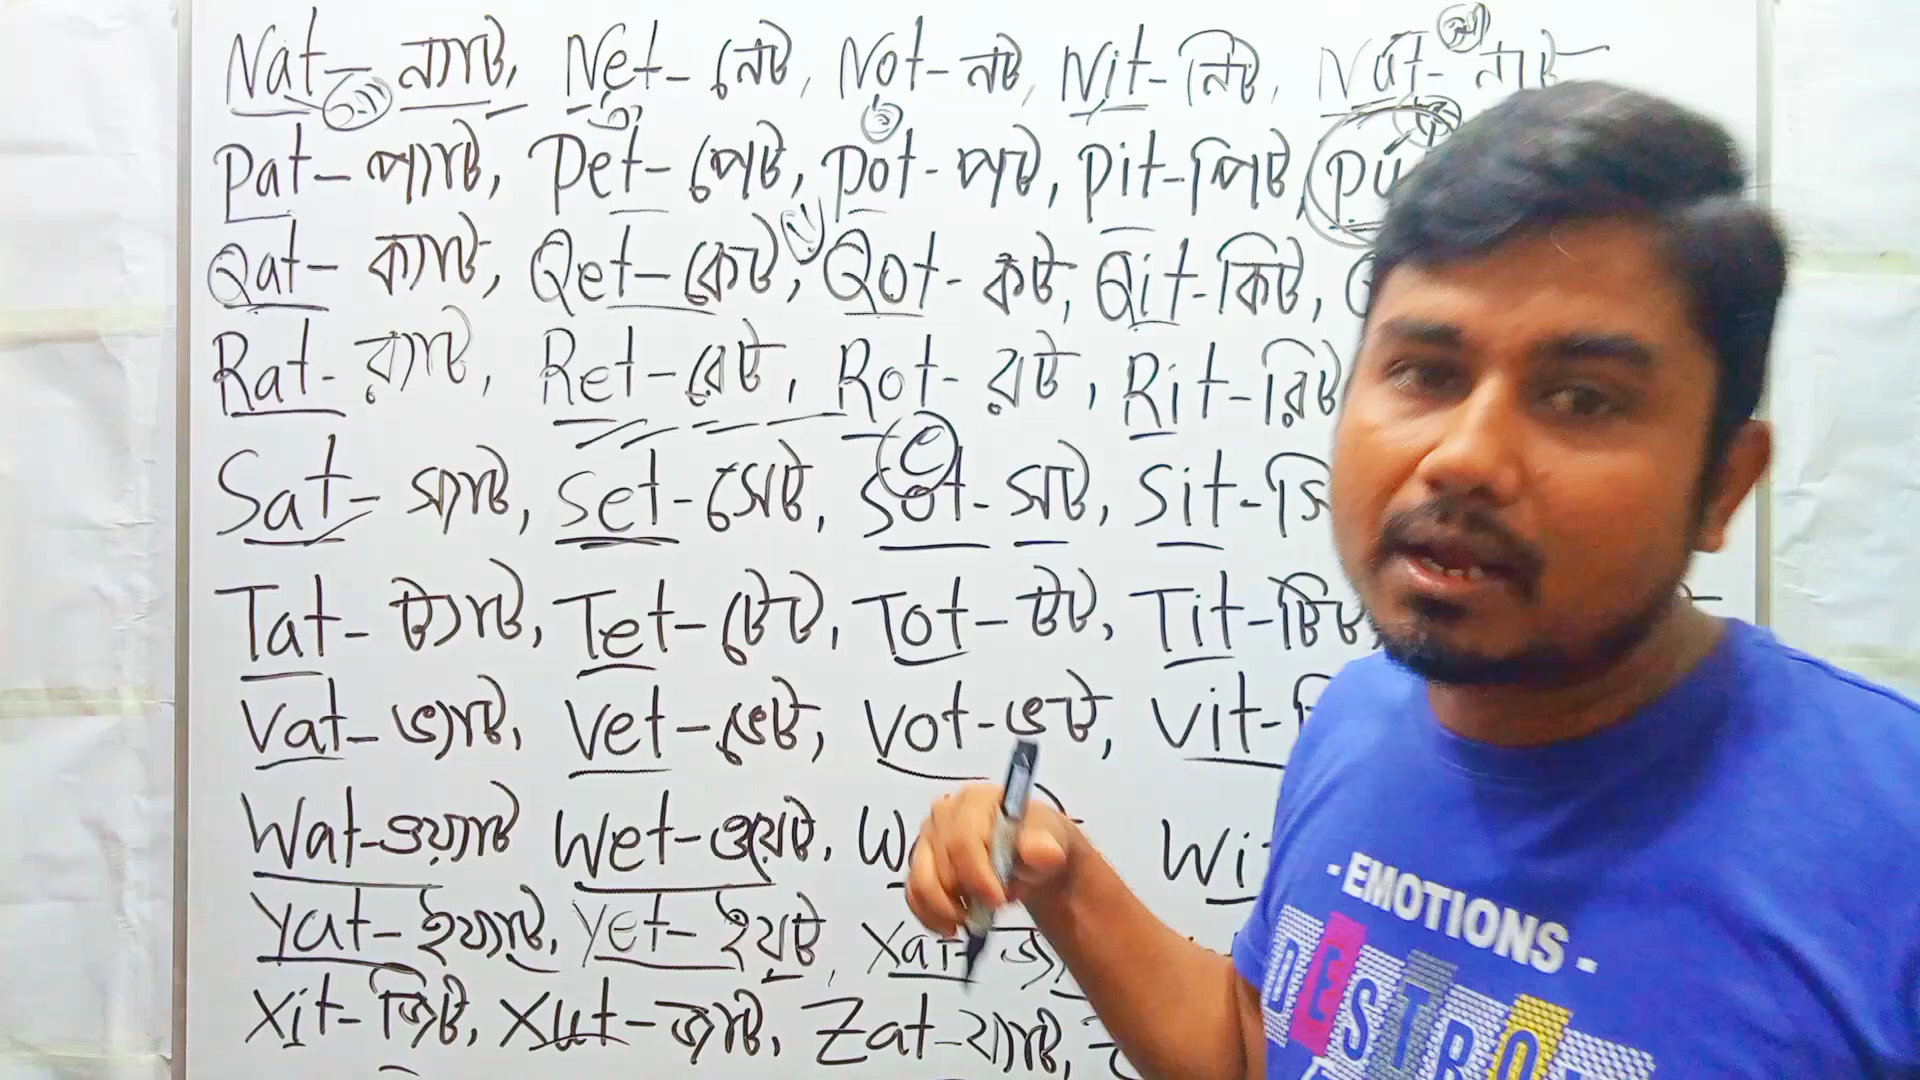 Nat- ন্যাট, Net- নেট, Not- নট, Nit- নিট, Nut- নাট
Pat- প্যাট, Pet- পেট, Pot- পট, Pit- পিট,
Qat- ক্যাট, Qet- কেট, Qot- কট, Qit- কিট,
Rat- র‍্যাট, Ret- রেট, Rot- রট, Rit- রিট
Sat- স্যাট, Set- সেট, Sot- সট, Sit-
Tat- ট্যাট, Tet- টেট, Tot- টট, Tit- টিট
Vat- ভ্যাট, Vet- ভেট, Vot- ভট, Vit-
Wat- ওয়্যাট Wet- ওয়েট,
Yat- ইয়্যাট, Yet- ইয়েট, Xat-
Xit- জিট, Xut- জাট, Zat- য্যাট,
- EMOTIONS -
DESTRO